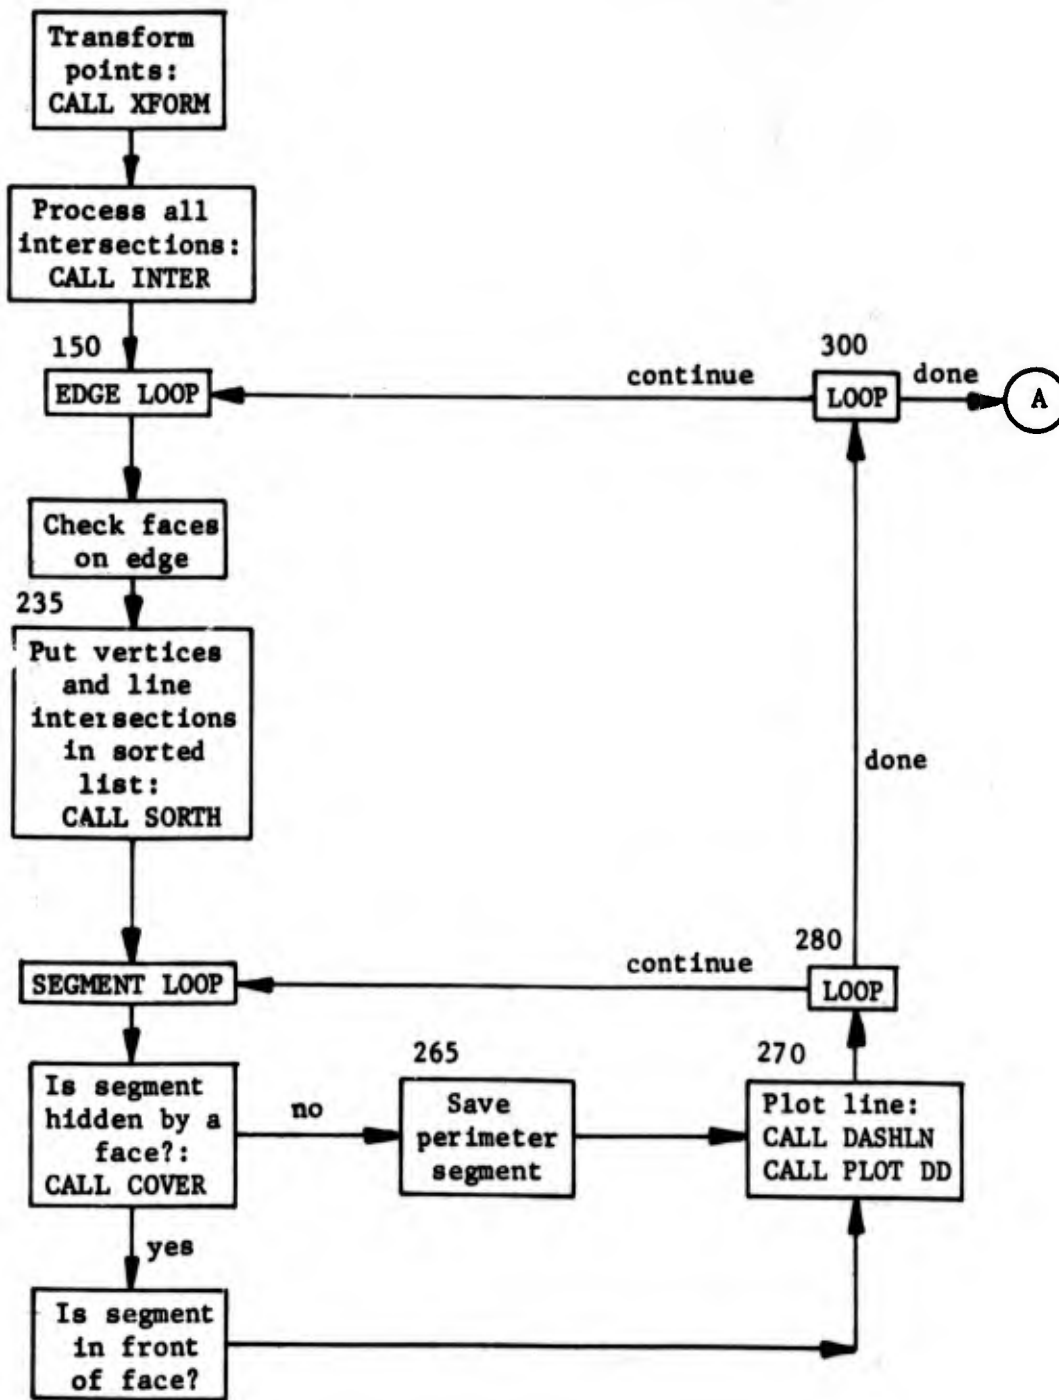 Transform
points:
CALL XFORM
Process all
intersections:
CALL INTER
150
EDGE LOOP
continue
300
LOOP
done
A
Check faces
on edge
235
Put vertices
and line
intersections
in sorted
list:
CALL SORTH
done
SEGMENT LOOP
continue
280
LOOP
Is segment
hidden by a
face?:
CALL COVER
no
265
Save
perimeter
segment
270
Plot line:
CALL DASHLN
CALL PLOT DD
yes
Is segment
in front
of face?